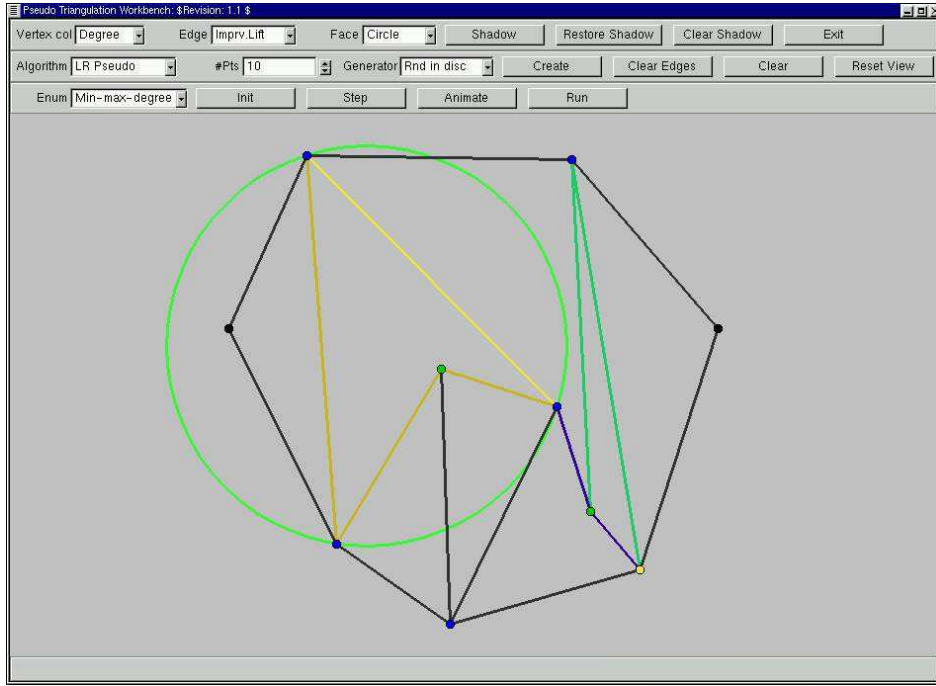 Pseudo Triangulation Workbench: $Revision: 1.1 $
Vertex col Degree Edge Imprv.Lift Face Circle Shadow Restore Shadow Clear Shadow Exit
Algorithm LR Pseudo #Pts 10 Generator Rnd in disc Create Clear Edges Clear Reset View
Enum Min-max-degree Init Step Animate Run